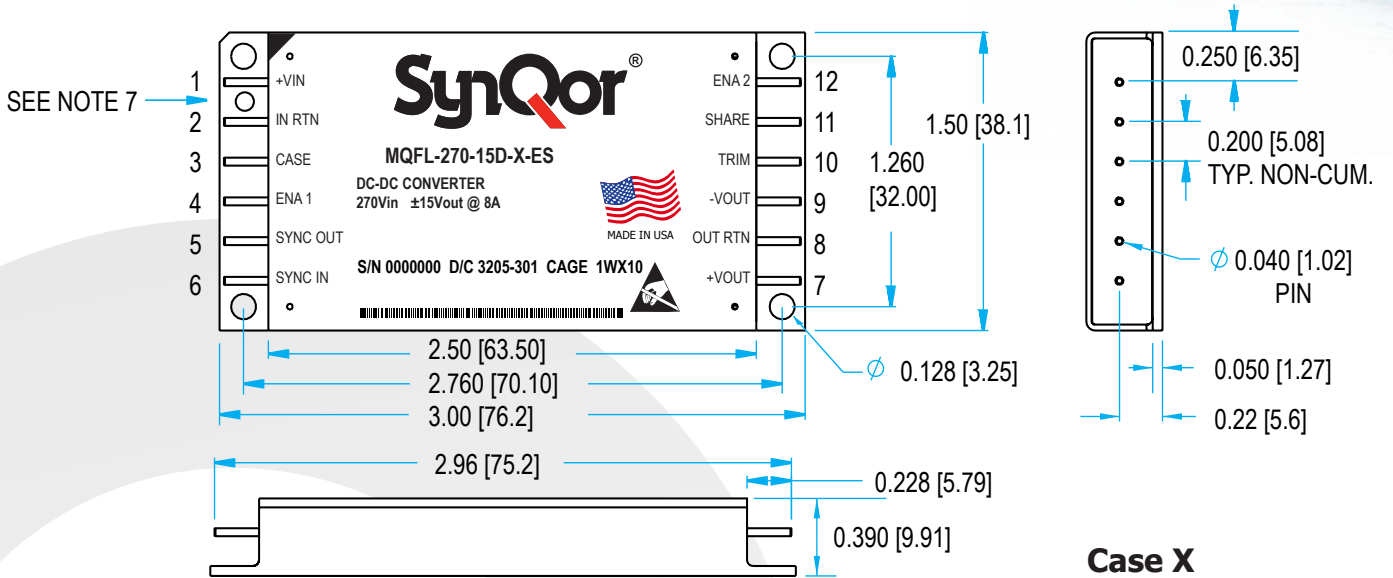 SynQor®
MQFL-270-15D-X-ES
DC-DC CONVERTER
270Vin ±15Vout @ 8A
MADE IN USA
S/N 0000000 D/C 3205-301 CAGE 1WX10
SEE NOTE 7
1 +VIN
2 IN RTN
3 CASE
4 ENA 1
5 SYNC OUT
6 SYNC IN
ENA 2 12
SHARE 11
TRIM 10
-VOUT 9
OUT RTN 8
+VOUT 7
1.260
[32.00]
1.50 [38.1]
2.50 [63.50]
2.760 [70.10]
3.00 [76.2]
∅ 0.128 [3.25]
0.250 [6.35]
0.200 [5.08]
TYP. NON-CUM.
∅ 0.040 [1.02]
PIN
0.050 [1.27]
0.22 [5.6]
2.96 [75.2]
0.228 [5.79]
0.390 [9.91]
Case X